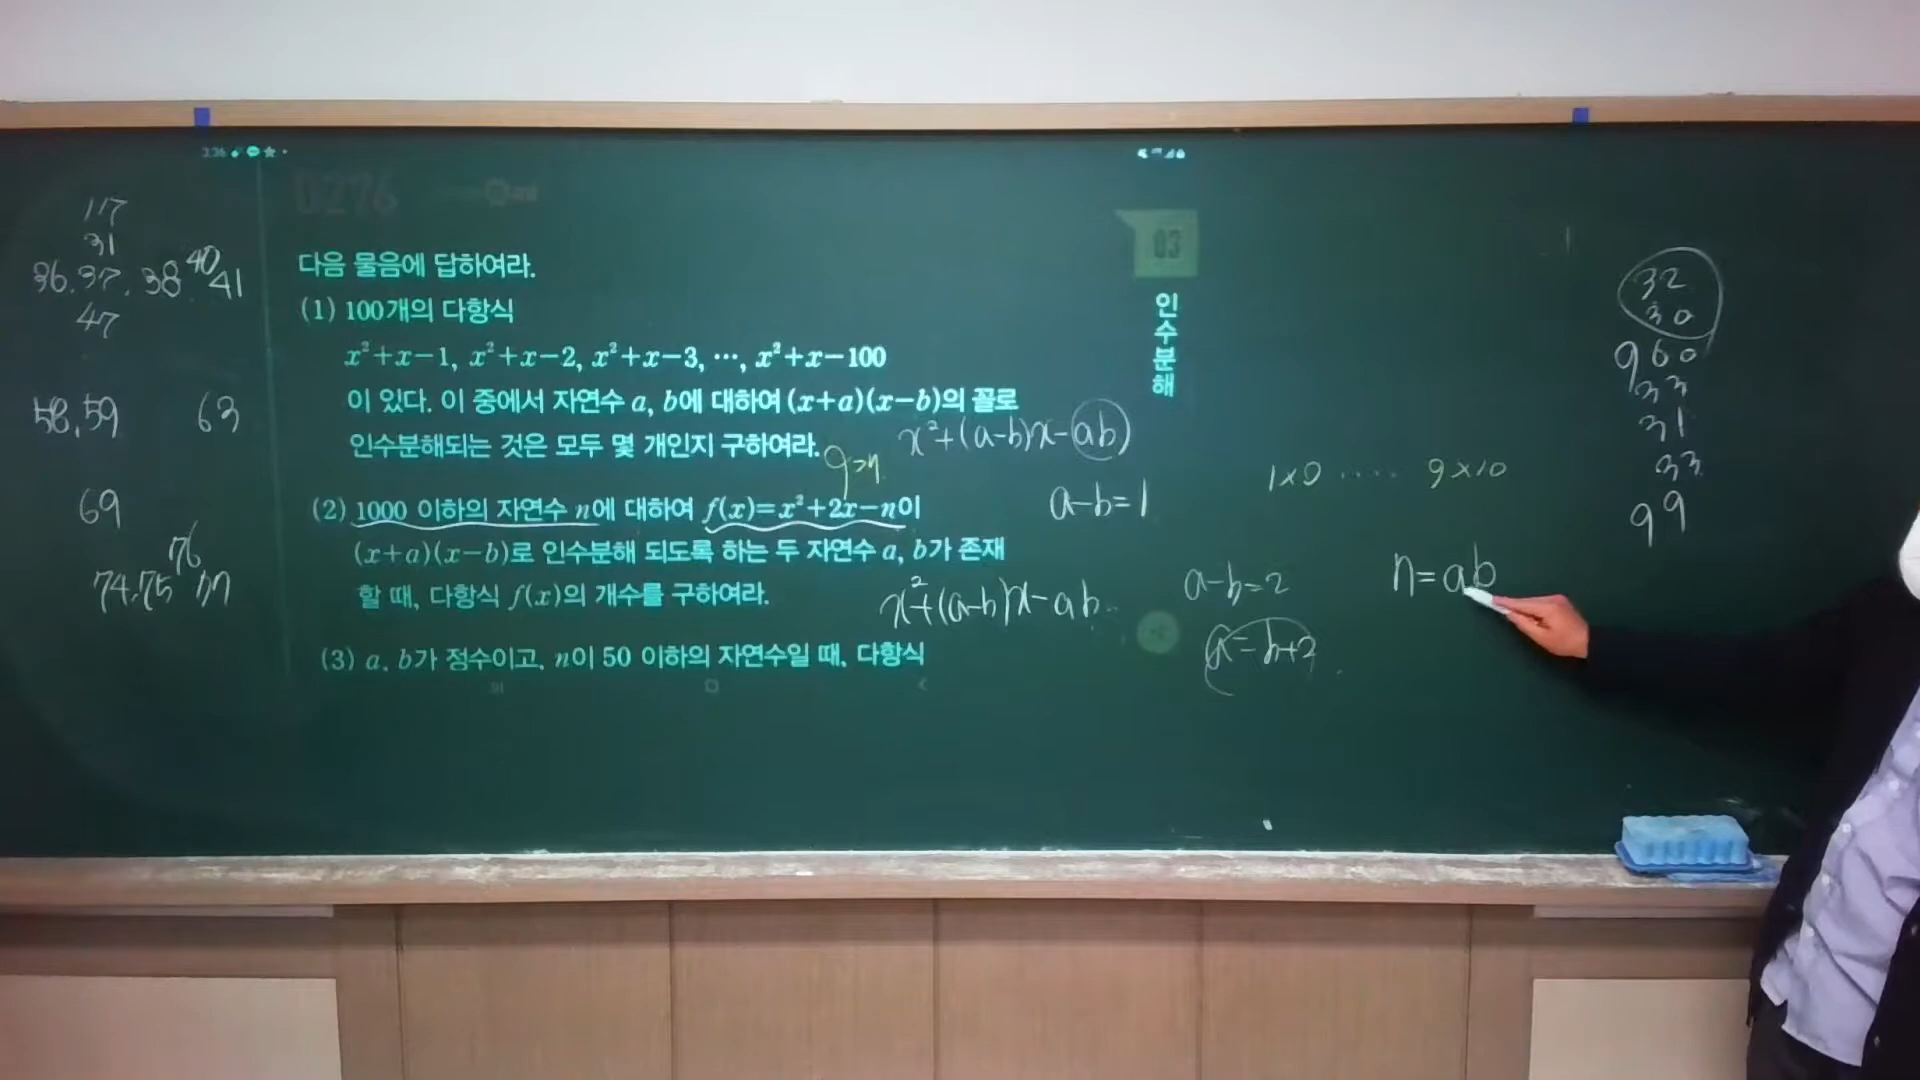 3:36
0276
17
31
36. 37. 38 40 41
47
58, 59 63
69
76
74, 75 77
다음 물음에 답하여라.
(1) 100개의 다항식
x²+x−1, x²+x−2, x²+x−3, ⋯, x²+x−100
이 있다. 이 중에서 자연수 a, b에 대하여 (x+a)(x−b)의 꼴로
인수분해되는 것은 모두 몇 개인지 구하여라.
x²+(a-b)x-ab)
a-b=1
(2) 1000 이하의 자연수 n에 대하여 f(x)=x²+2x−n이
(x+a)(x−b)로 인수분해 되도록 하는 두 자연수 a, b가 존재
할 때, 다항식 f(x)의 개수를 구하여라.
x²+(a-b)x-ab
a-b=2
a=b+2
(3) a, b가 정수이고, n이 50 이하의 자연수일 때, 다항식
03
인수분해
9×10
n=ab
32
30
960
33
31
33
99